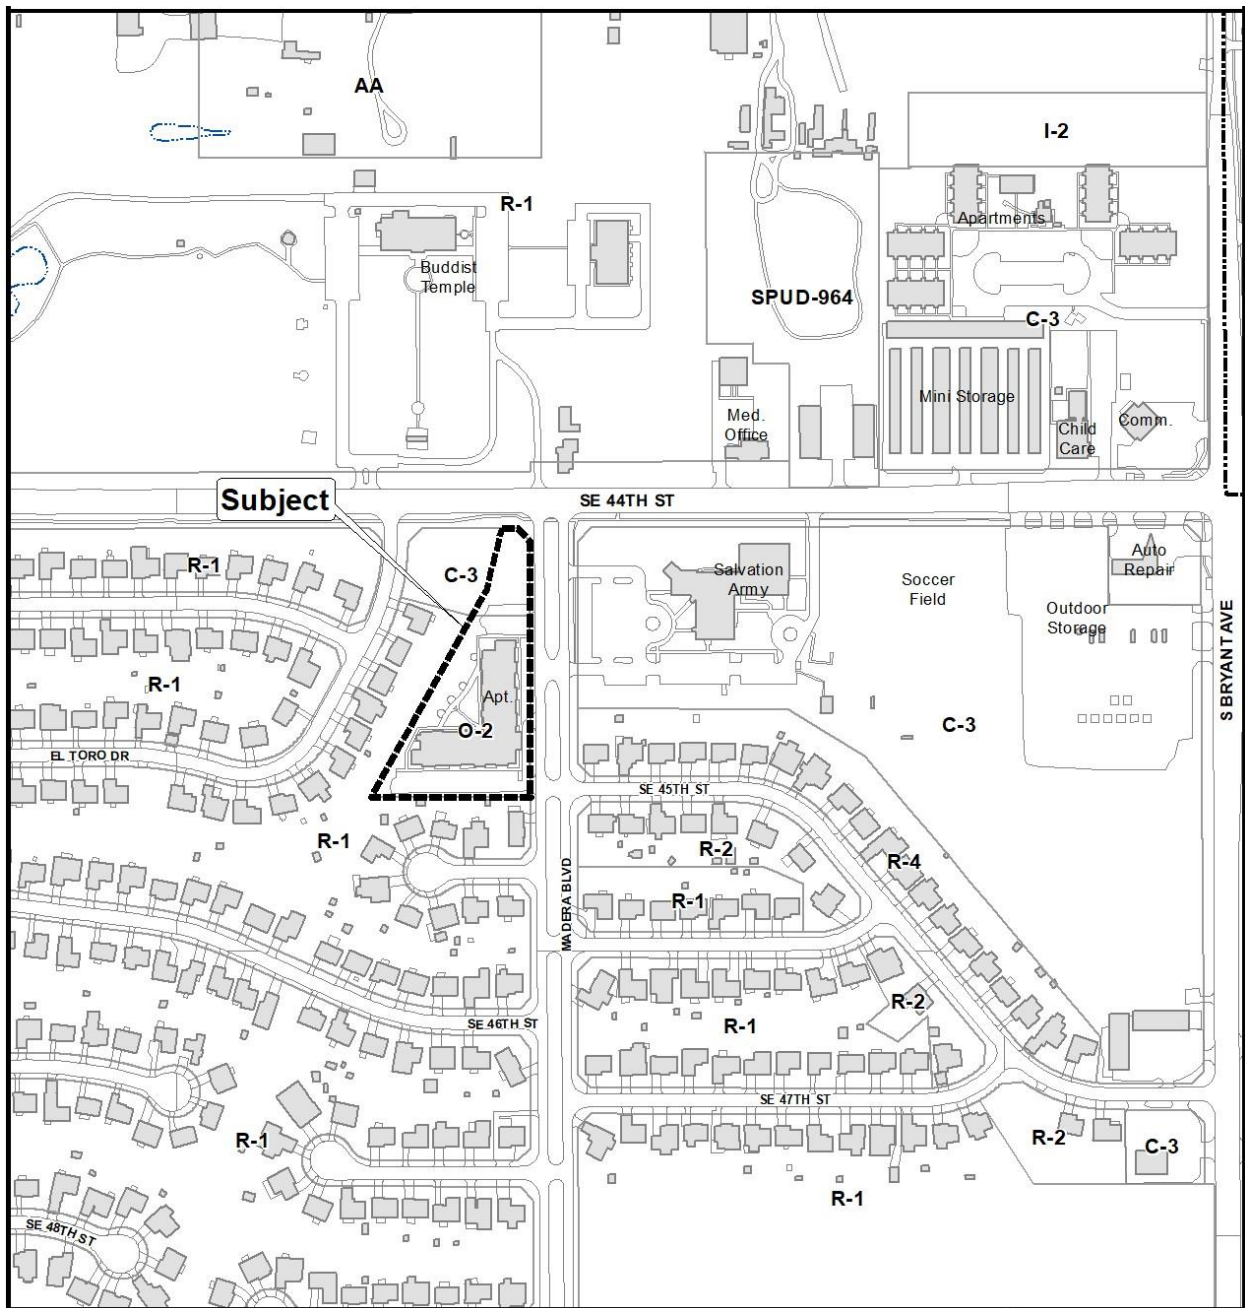 AA
I-2
R-1
Apartments
Buddist
Temple
SPUD-964
C-3
Mini Storage
Med.
Office
Child
Care
Comm.
Subject
SE 44TH ST
R-1
C-3
Salvation
Army
Soccer
Field
Auto
Repair
Outdoor
Storage
S BRYANT AVE
R-1
Apt.
O-2
C-3
EL TORO DR
SE 45TH ST
R-1
R-2
R-4
MADERA BLVD
R-1
R-2
SE 46TH ST
R-1
SE 47TH ST
R-1
R-2
C-3
R-1
SE 48TH ST